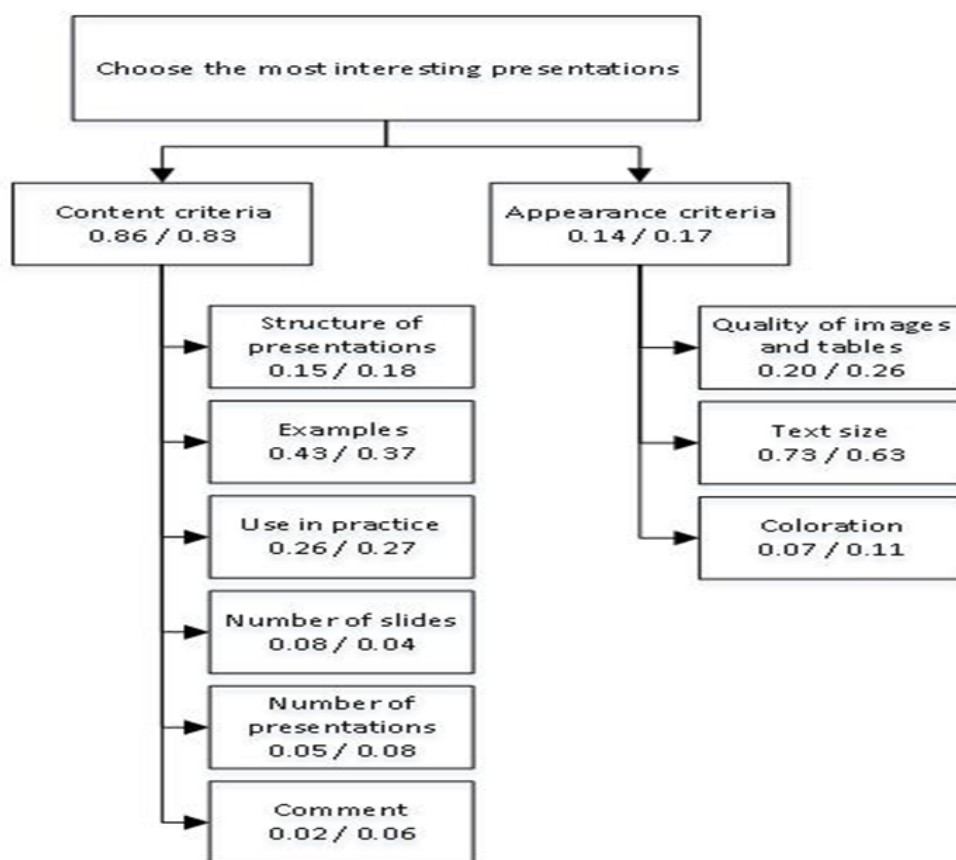 Choose the most interesting presentations
Content criteria
0.86 / 0.83
Appearance criteria
0.14 / 0.17
Structure of
presentations
0.15 / 0.18
Examples
0.43 / 0.37
Use in practice
0.26 / 0.27
Number of slides
0.08 / 0.04
Number of
presentations
0.05 / 0.08
Comment
0.02 / 0.06
Quality of images
and tables
0.20 / 0.26
Text size
0.73 / 0.63
Coloration
0.07 / 0.11